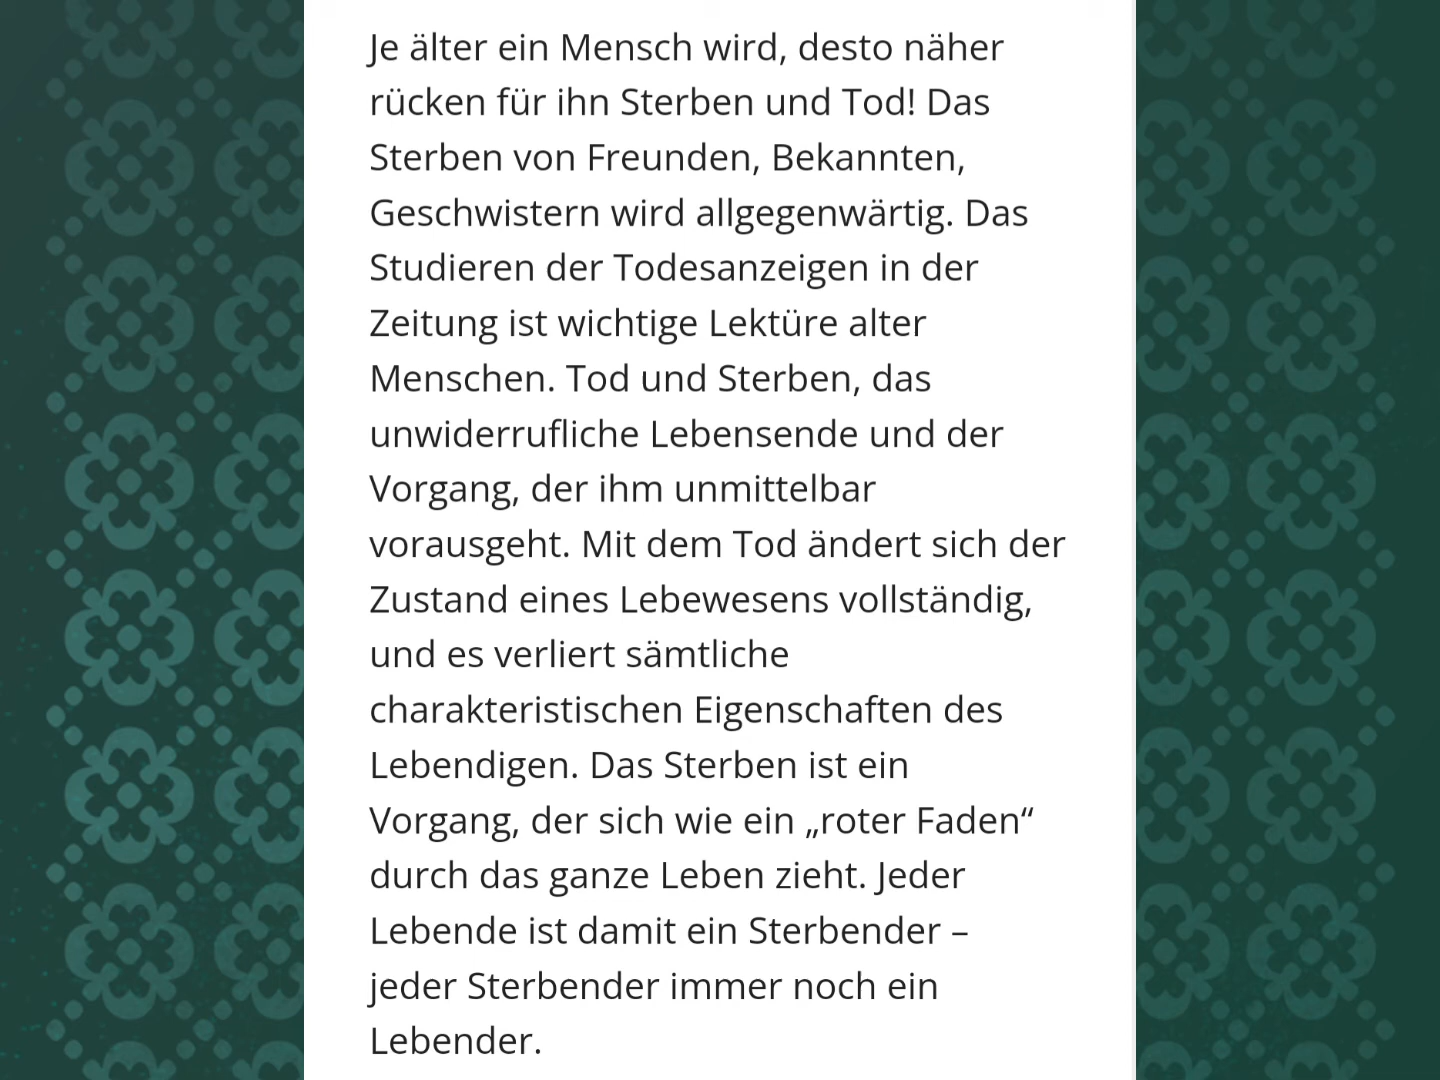 Je älter ein Mensch wird, desto näher
rücken für ihn Sterben und Tod! Das
Sterben von Freunden, Bekannten,
Geschwistern wird allgegenwärtig. Das
Studieren der Todesanzeigen in der
Zeitung ist wichtige Lektüre alter
Menschen. Tod und Sterben, das
unwiderrufliche Lebensende und der
Vorgang, der ihm unmittelbar
vorausgeht. Mit dem Tod ändert sich der
Zustand eines Lebewesens vollständig,
und es verliert sämtliche
charakteristischen Eigenschaften des
Lebendigen. Das Sterben ist ein
Vorgang, der sich wie ein „roter Faden“
durch das ganze Leben zieht. Jeder
Lebende ist damit ein Sterbender –
jeder Sterbender immer noch ein
Lebender.